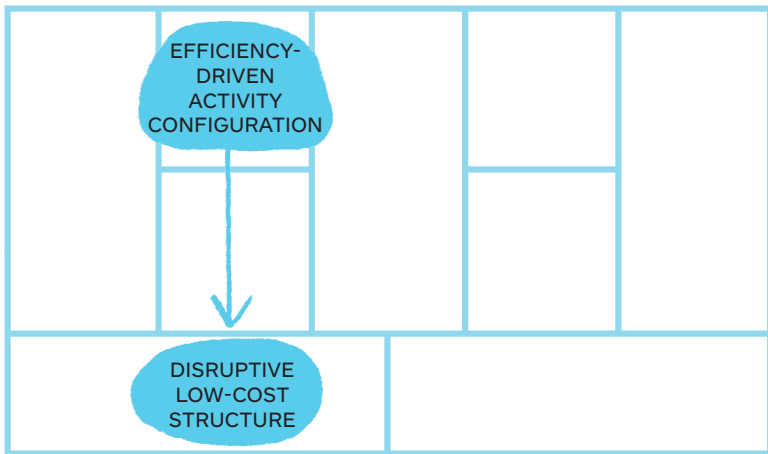 EFFICIENCY-
DRIVEN
ACTIVITY
CONFIGURATION
DISRUPTIVE
LOW-COST
STRUCTURE